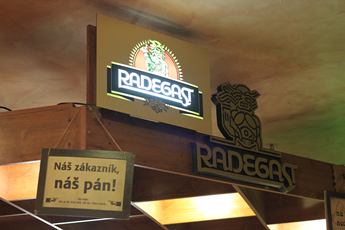 RADEGAST
RADEGAST
Náš zákazník,
náš pán!